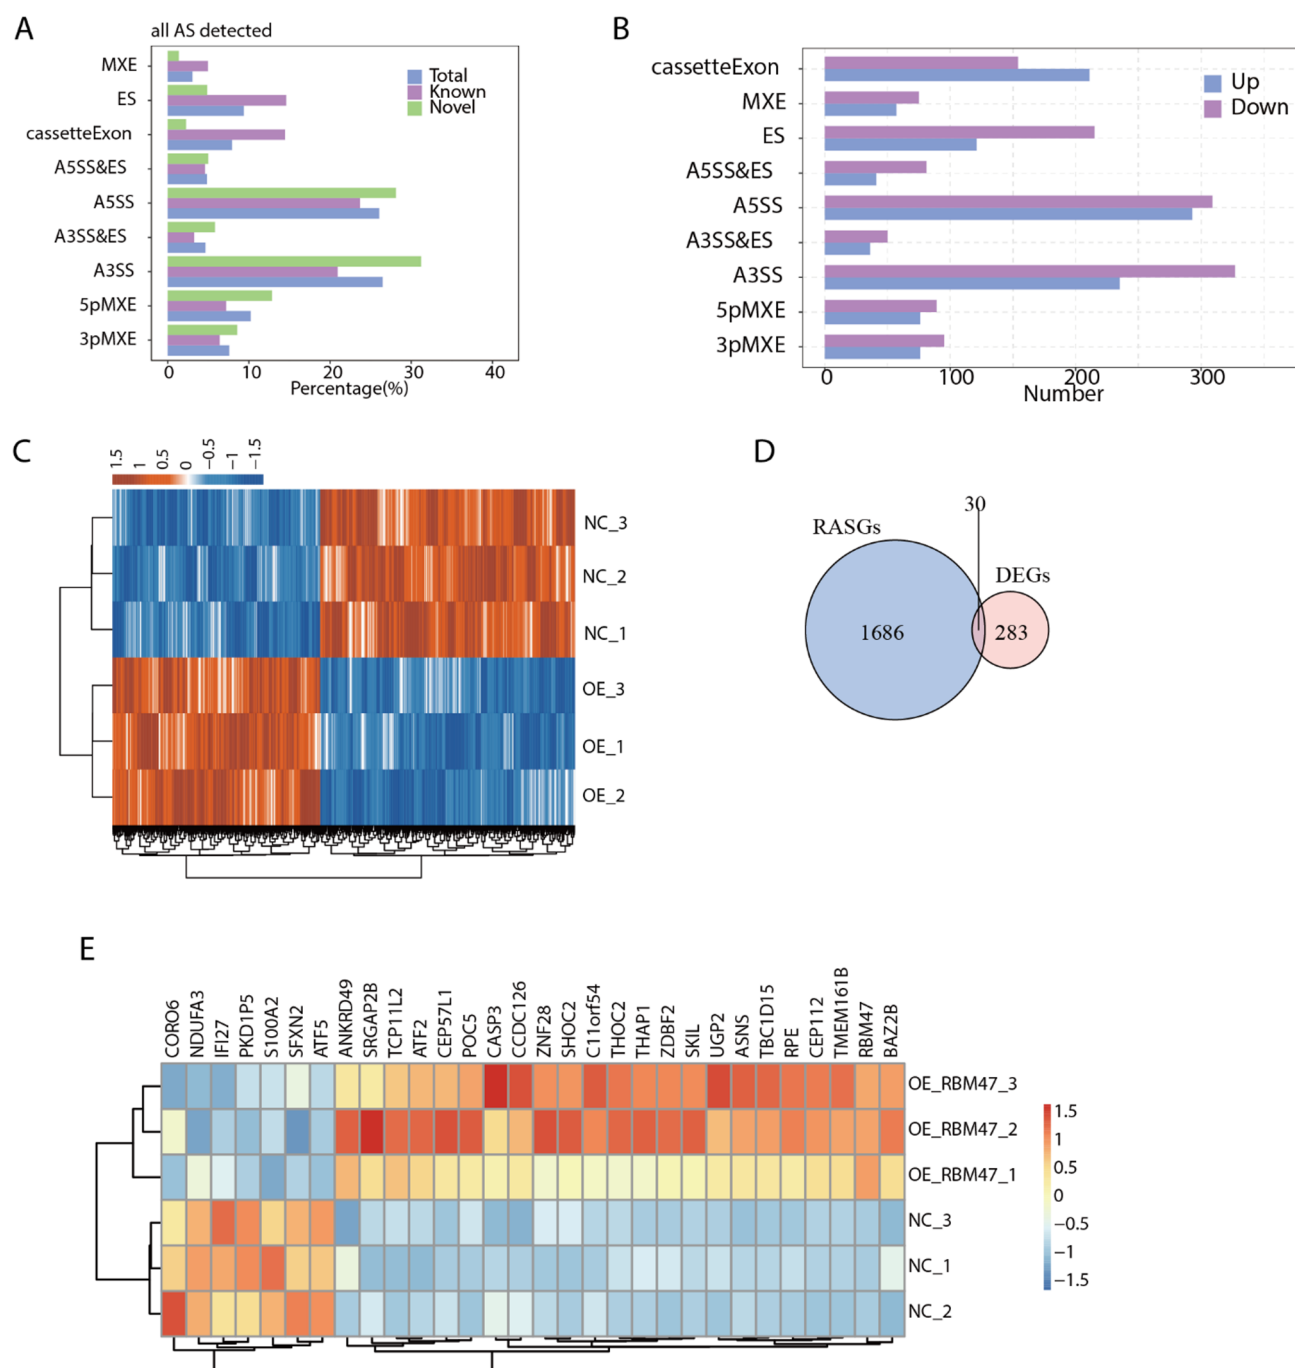 A
all AS detected
MXE
ES
cassetteExon
A5SS&ES
A5SS
A3SS&ES
A3SS
5pMXE
3pMXE
Total
Known
Novel
0 10 20 30 40
Percentage(%)
B
cassetteExon
MXE
ES
A5SS&ES
A5SS
A3SS&ES
A3SS
5pMXE
3pMXE
Up
Down
0 100 200 300
Number
C
1.5 1 0.5 0 −0.5 −1 −1.5
NC_3
NC_2
NC_1
OE_3
OE_1
OE_2
D
30
RASGs
DEGs
1686
283
E
CORO6 NDUFA3 IFI27 PKD1P5 S100A2 SFXN2 ATF5 ANKRD49 SRGAP2B TCP11L2 ATF2 CEP57L1 POC5 CASP3 CCDC126 ZNF28 SHOC2 C11orf54 THOC2 THAP1 ZDBF2 SKIL UGP2 ASNS TBC1D15 RPE CEP112 TMEM161B RBM47 BAZ2B
OE_RBM47_3
OE_RBM47_2
OE_RBM47_1
NC_3
NC_1
NC_2
1.5
1
0.5
0
−0.5
−1
−1.5